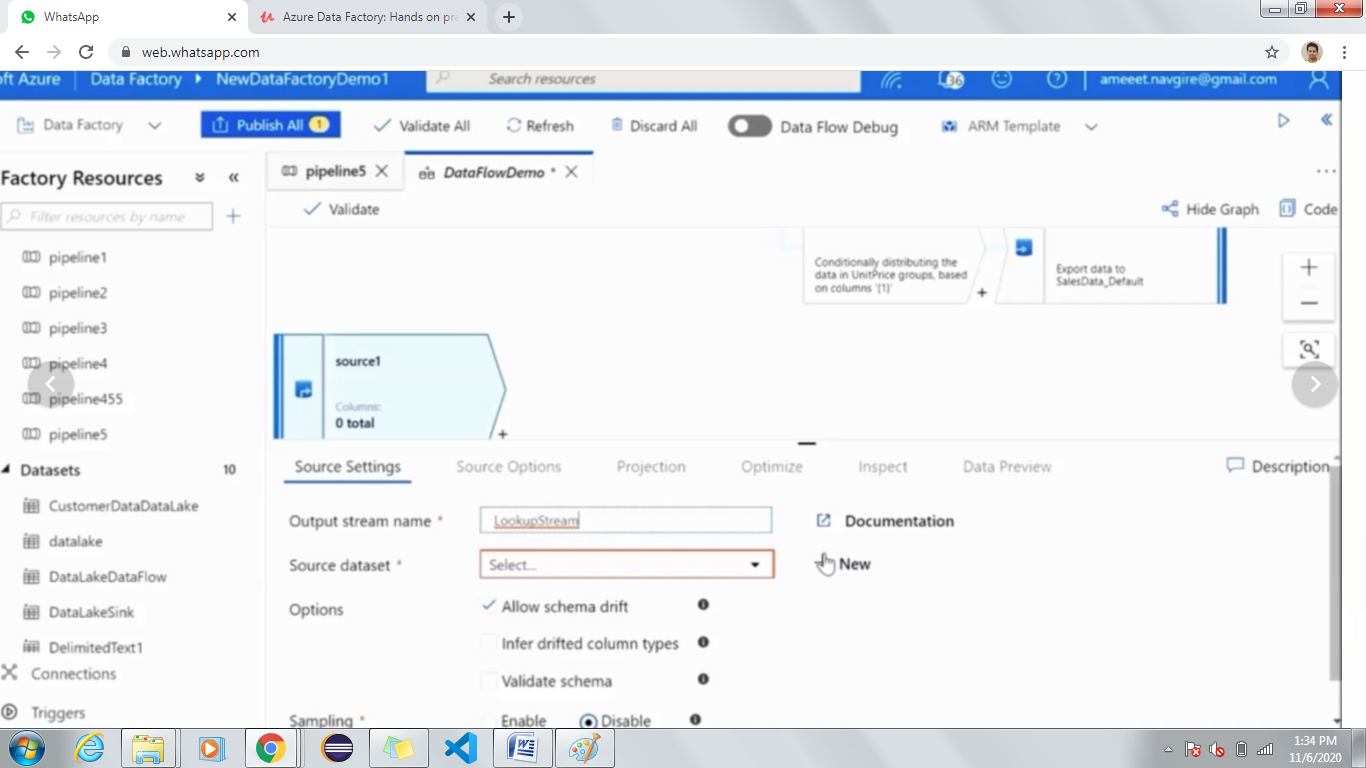 WhatsApp
Azure Data Factory: Hands on pra
web.whatsapp.com
oft Azure Data Factory NewDataFactoryDemo1 Search resources 36 ameeet.navgire@gmail.com
Data Factory Publish All 1 Validate All Refresh Discard All Data Flow Debug ARM Template
Factory Resources
Filter resources by name
pipeline1
pipeline2
pipeline3
pipeline4
pipeline455
pipeline5
Datasets 10
CustomerDataDataLake
datalake
DataLakeDataFlow
DataLakeSink
DelimitedText1
Connections
Triggers
pipeline5 DataFlowDemo *
Validate Hide Graph Code
Conditionally distributing the
data in UnitPrice groups, based
on columns '{1}'
Export data to
SalesData_Default
source1
Columns:
0 total
Source Settings Source Options Projection Optimize Inspect Data Preview Description
Output stream name * LookupStream Documentation
Source dataset * Select... New
Options Allow schema drift
Infer drifted column types
Validate schema
Sampling * Enable Disable
1:34 PM
11/6/2020